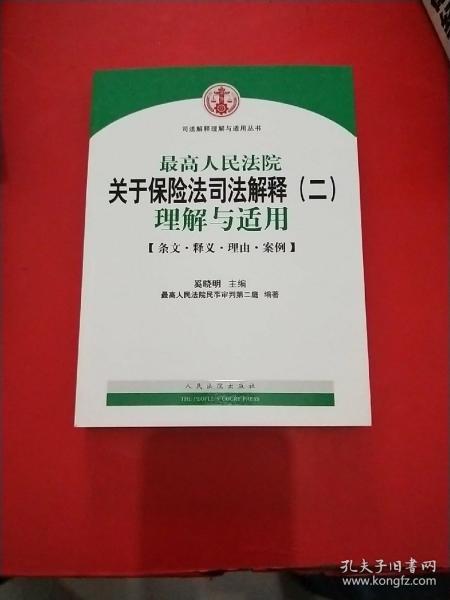 司法解释理解与适用丛书
最高人民法院
关于保险法司法解释（二）
理解与适用
【条文·释义·理由·案例】
奚晓明 主编
最高人民法院民事审判第二庭 编著
人民法院出版社
THE PEOPLE'S COURT PRESS
孔夫子旧书网
www.kongfz.com